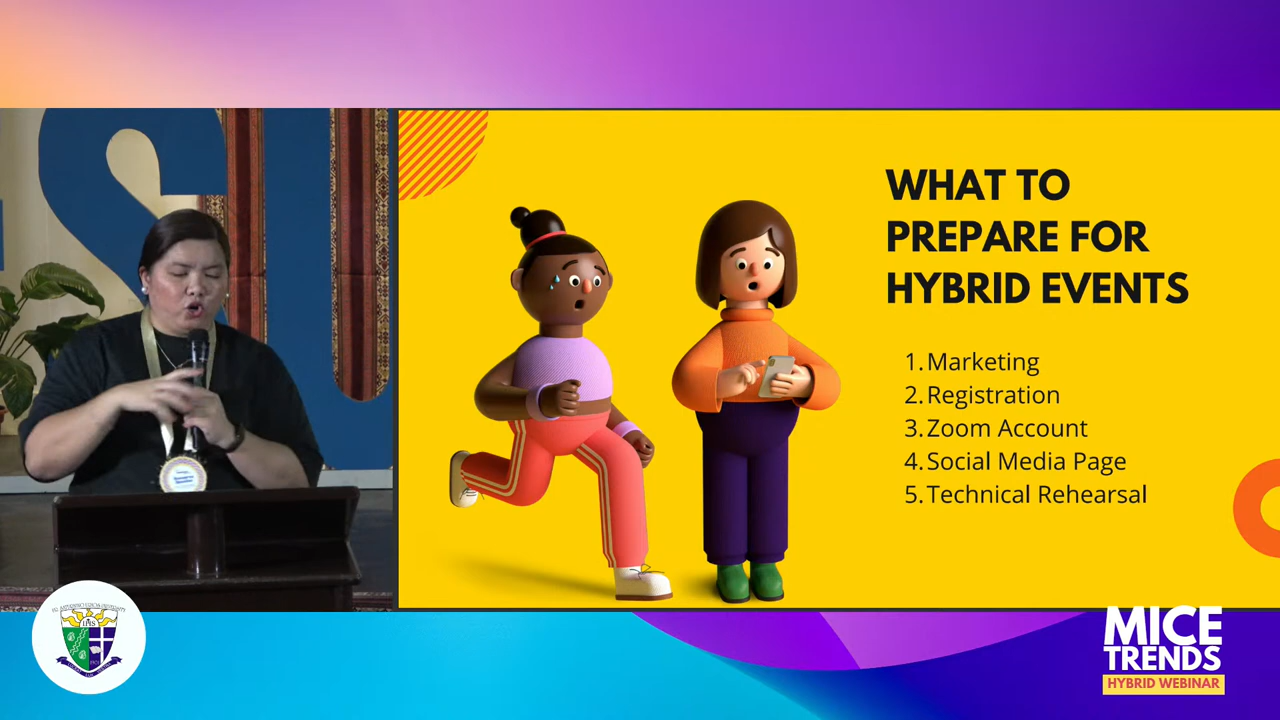 WHAT TO
PREPARE FOR
HYBRID EVENTS
1. Marketing
2. Registration
3. Zoom Account
4. Social Media Page
5. Technical Rehearsal
IHS
MICE
TRENDS
HYBRID WEBINAR